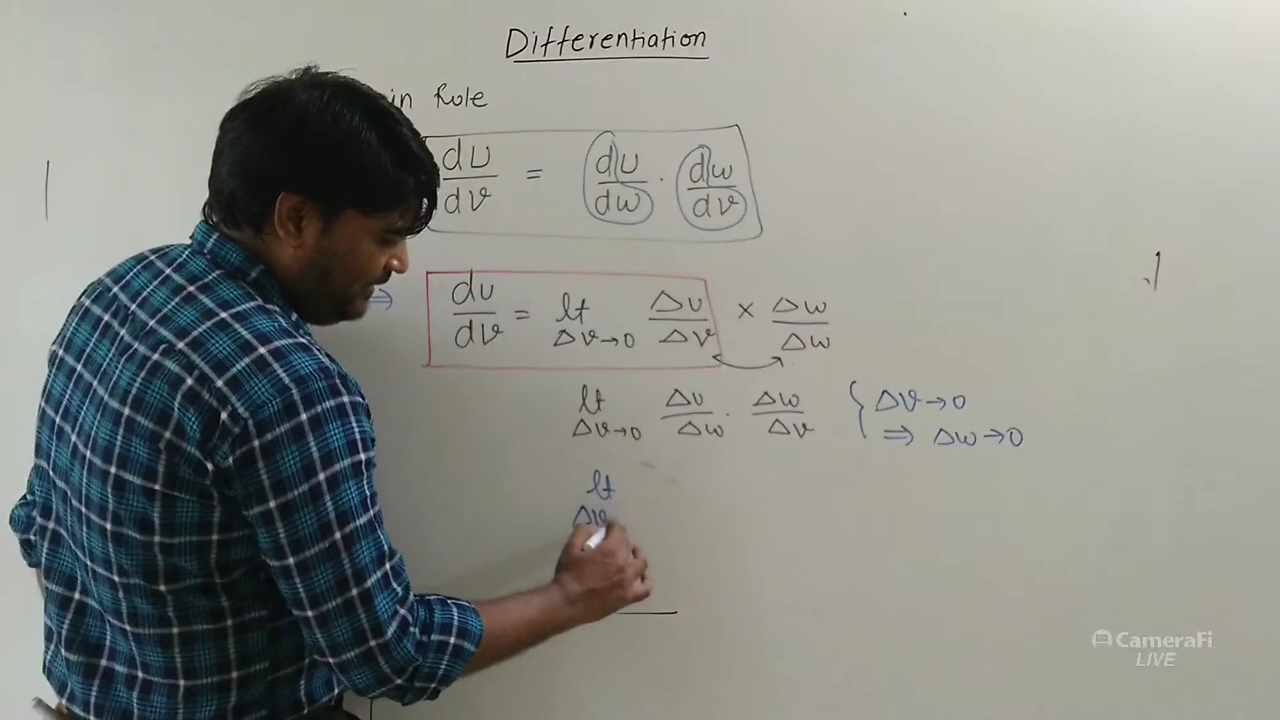 Differentiation
in Rule
dU/dv = dU/dw · dw/dv
⇒ du/dv = lt Δv→0 Δu/Δv × Δw/Δw
lt Δv→0 Δu/Δw · Δw/Δv { Δv→0
⇒ Δw→0
lt
Δv
CameraFi
LIVE